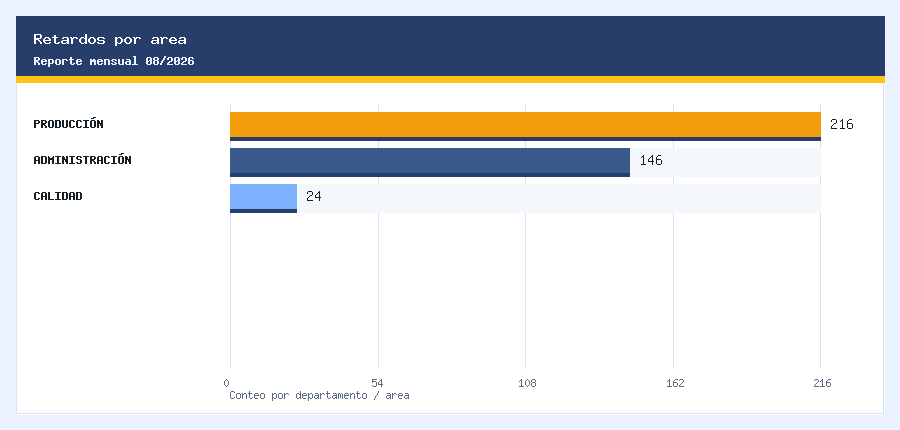 Retardos por area
Reporte mensual 08/2026
PRODUCCIÓN 216
ADMINISTRACIÓN 146
CALIDAD 24
0 54 108 162 216
Conteo por departamento / area